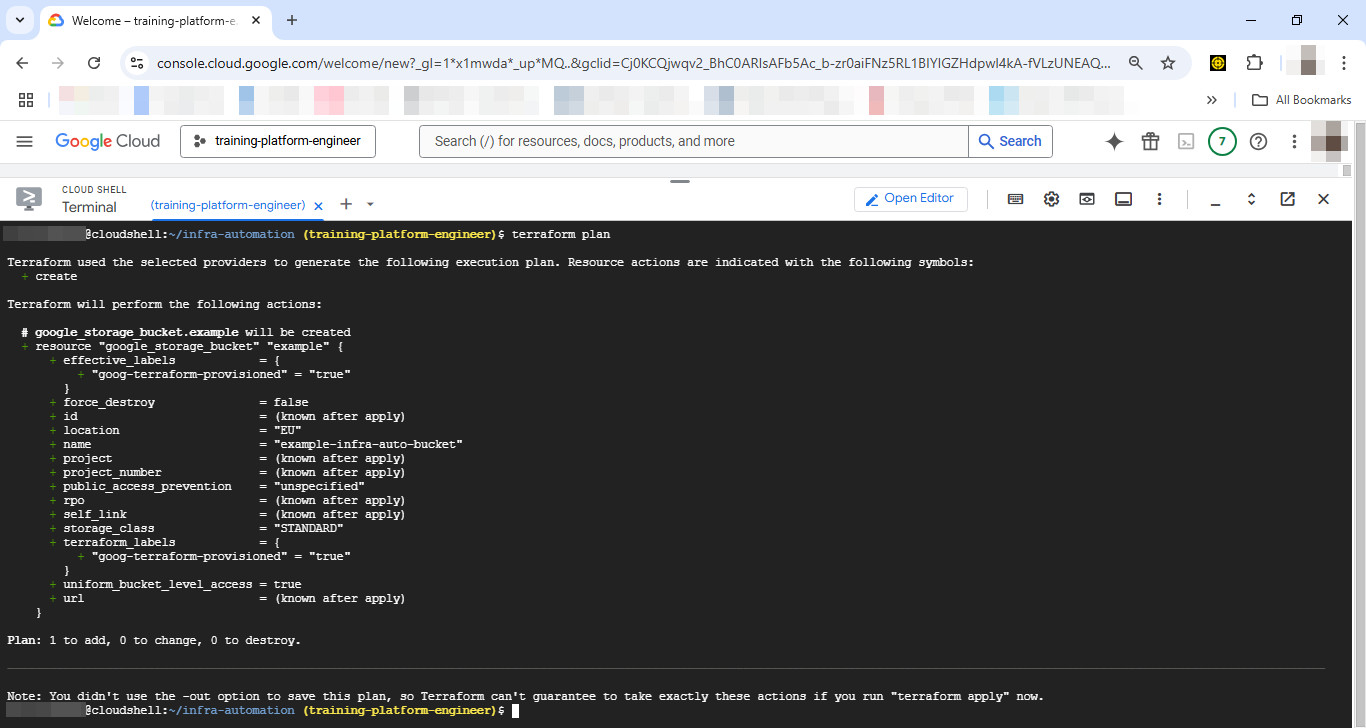 Welcome – training-platform-e
console.cloud.google.com/welcome/new?_gl=1*x1mwda*_up*MQ..&gclid=Cj0KCQjwqv2_BhC0ARIsAFb5Ac_b-zr0aiFNz5RL1BIYIGZHdpwl4kA-fVLzUNEAQ...
All Bookmarks
Google Cloud
training-platform-engineer
Search (/) for resources, docs, products, and more
Search
7
CLOUD SHELL
Terminal
(training-platform-engineer)
Open Editor
@cloudshell:~/infra-automation (training-platform-engineer)$ terraform plan
Terraform used the selected providers to generate the following execution plan. Resource actions are indicated with the following symbols:
+ create
Terraform will perform the following actions:
# google_storage_bucket.example will be created
+ resource "google_storage_bucket" "example" {
+ effective_labels = {
+ "goog-terraform-provisioned" = "true"
}
+ force_destroy = false
+ id = (known after apply)
+ location = "EU"
+ name = "example-infra-auto-bucket"
+ project = (known after apply)
+ project_number = (known after apply)
+ public_access_prevention = "unspecified"
+ rpo = (known after apply)
+ self_link = (known after apply)
+ storage_class = "STANDARD"
+ terraform_labels = {
+ "goog-terraform-provisioned" = "true"
}
+ uniform_bucket_level_access = true
+ url = (known after apply)
}
Plan: 1 to add, 0 to change, 0 to destroy.
Note: You didn't use the -out option to save this plan, so Terraform can't guarantee to take exactly these actions if you run "terraform apply" now.
@cloudshell:~/infra-automation (training-platform-engineer)$